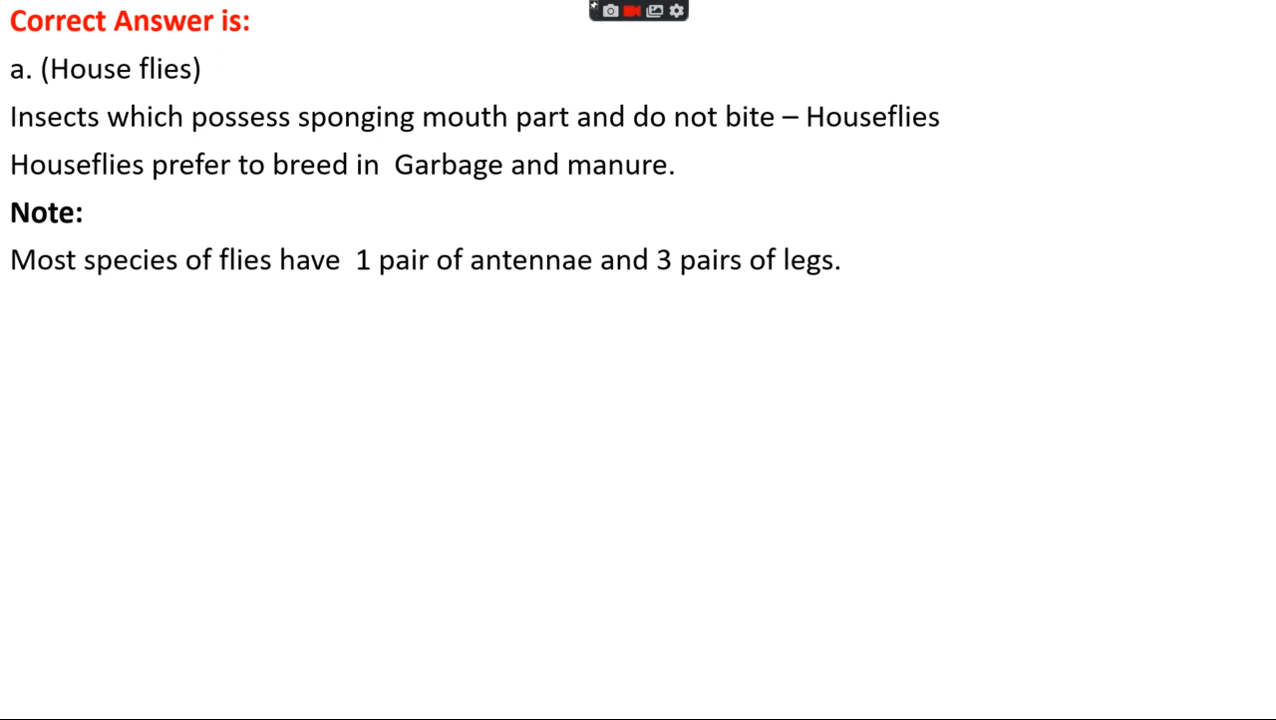 Correct Answer is:
a. (House flies)
Insects which possess sponging mouth part and do not bite – Houseflies
Houseflies prefer to breed in  Garbage and manure.
Note:
Most species of flies have  1 pair of antennae and 3 pairs of legs.